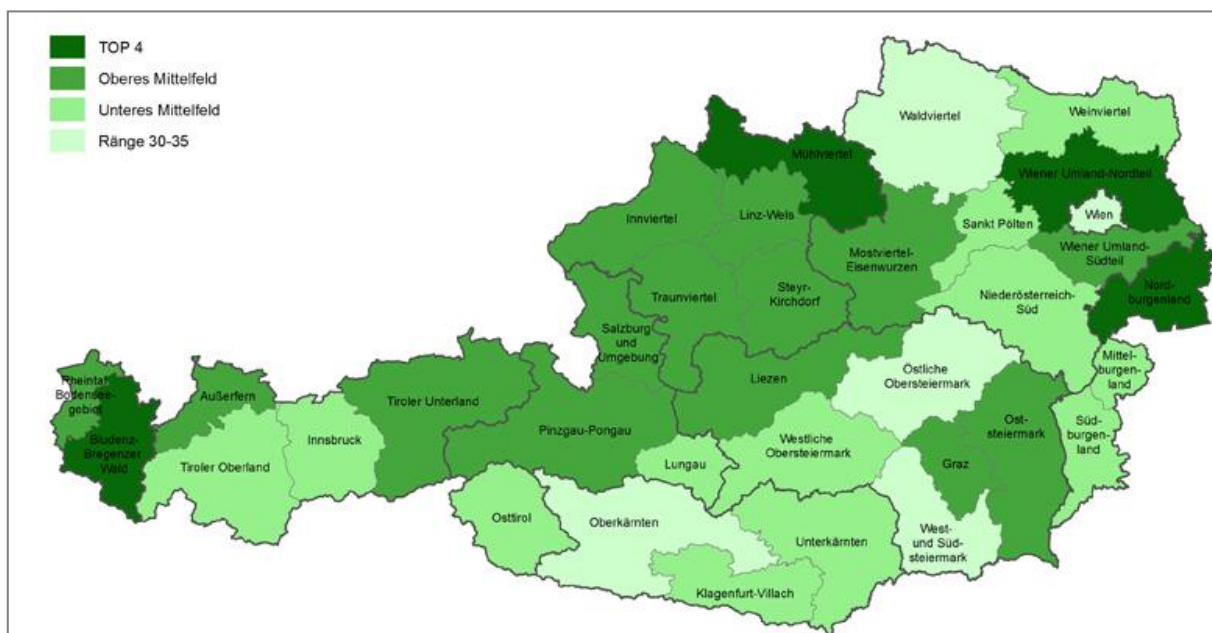 TOP 4
Oberes Mittelfeld
Unteres Mittelfeld
Ränge 30-35
Waldviertel
Weinviertel
Mühlviertel
Wiener Umland-Nordteil
Wien
Innviertel
Linz-Wels
Sankt Pölten
Mostviertel-
Eisenwurzen
Wiener Umland-
Südteil
Nord-
burgenland
Traunviertel
Steyr-
Kirchdorf
Niederösterreich-
Süd
Salzburg
und
Umgebung
Mittel-
burgen-
land
Rheintal-
Bodensee-
gebiet
Außerfern
Tiroler Unterland
Liezen
Östliche
Obersteiermark
Bludenz-
Bregenzer
Wald
Innsbruck
Pinzgau-Pongau
Ost-
steiermark
Süd-
burgen-
land
Tiroler Oberland
Lungau
Westliche
Obersteiermark
Graz
Osttirol
Oberkärnten
Unterkärnten
West-
und Süd-
steiermark
Klagenfurt-Villach